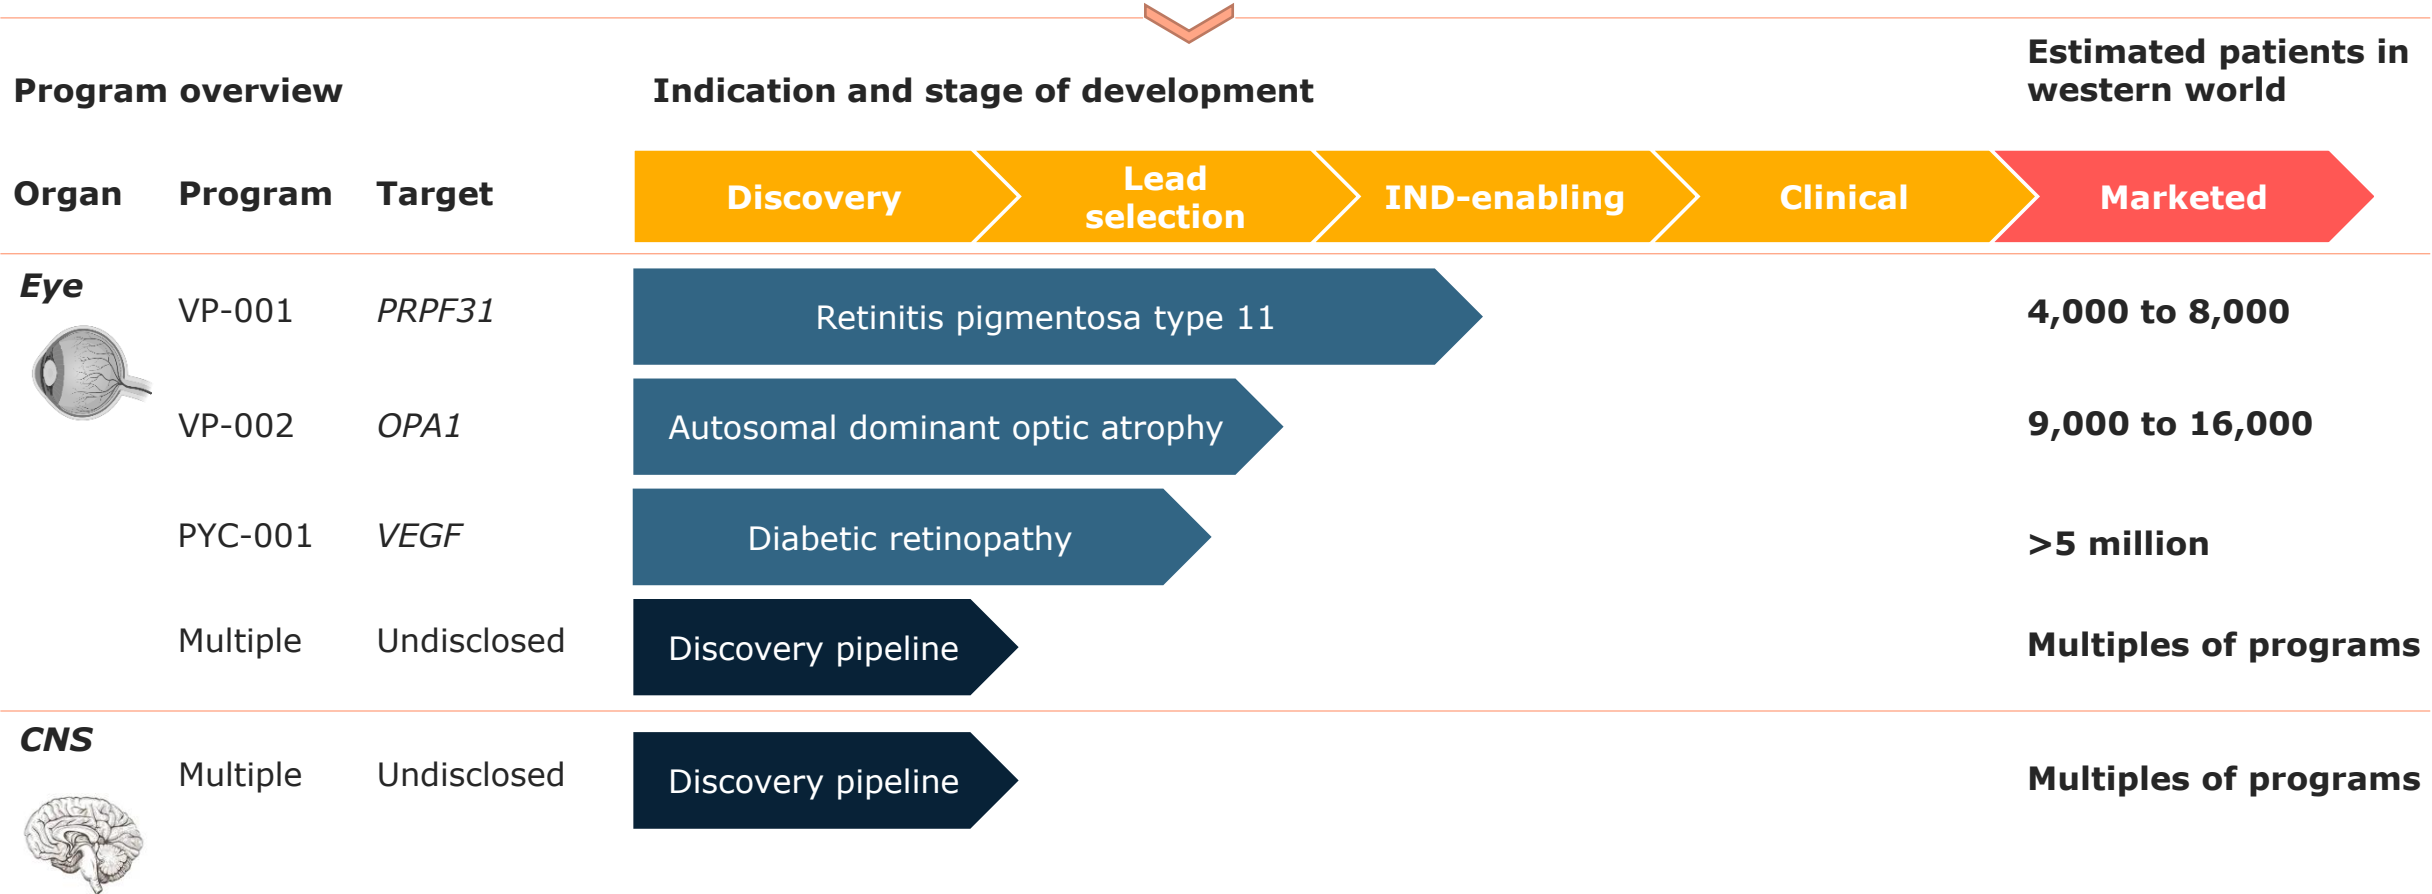 Program overview
Indication and stage of development
Estimated patients in
western world
Organ Program Target
Discovery
Lead
selection
IND-enabling
Clinical
Marketed
Eye
VP-001 PRPF31 Retinitis pigmentosa type 11 4,000 to 8,000
VP-002 OPA1 Autosomal dominant optic atrophy 9,000 to 16,000
PYC-001 VEGF Diabetic retinopathy >5 million
Multiple Undisclosed Discovery pipeline Multiples of programs
CNS
Multiple Undisclosed Discovery pipeline Multiples of programs